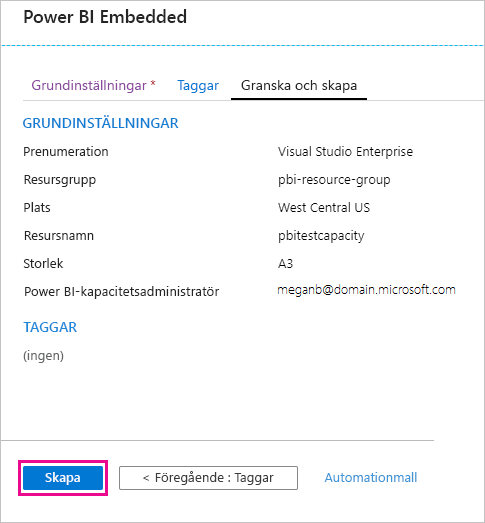 Power BI Embedded
Grundinställningar * Taggar Granska och skapa
GRUNDINSTÄLLNINGAR
Prenumeration Visual Studio Enterprise
Resursgrupp pbi-resource-group
Plats West Central US
Resursnamn pbitestcapacity
Storlek A3
Power BI-kapacitetsadministratör meganb@domain.microsoft.com
TAGGAR
(ingen)
Skapa < Föregående : Taggar Automationmall